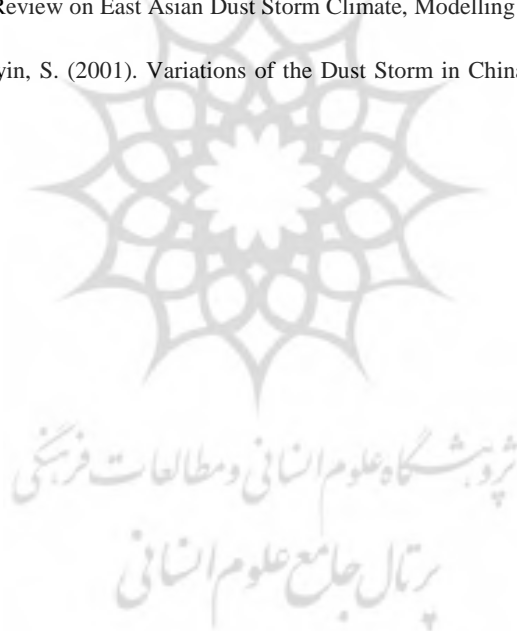 Review on East Asian Dust Storm Climate, Modelling
yin, S. (2001). Variations of the Dust Storm in China
پژوهشگاه علوم انسانی و مطالعات فرهنگی
پرتال جامع علوم انسانی